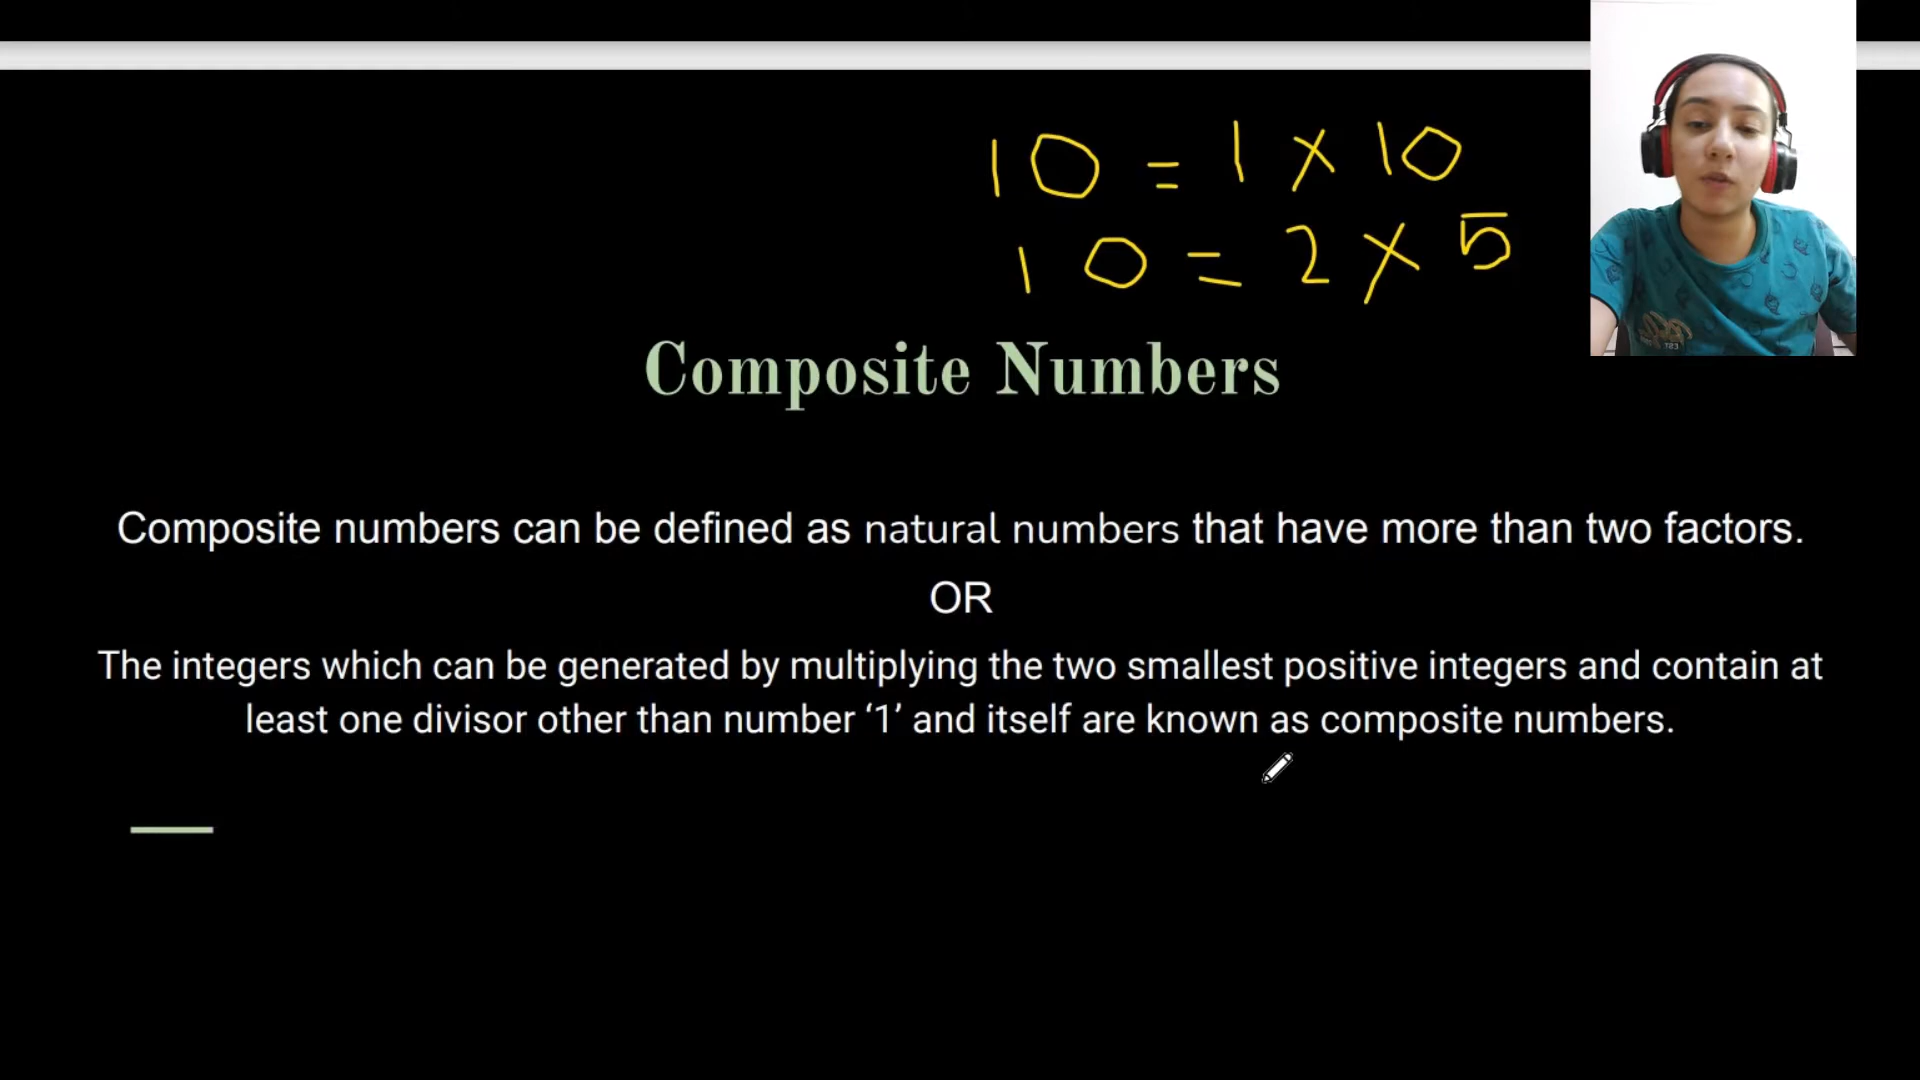 10 = 1 × 10
10 = 2 × 5
Composite Numbers
Composite numbers can be defined as natural numbers that have more than two factors.
OR
The integers which can be generated by multiplying the two smallest positive integers and contain at
least one divisor other than number ‘1’ and itself are known as composite numbers.